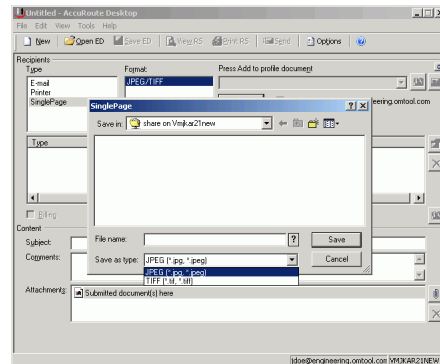 Untitled - AccuRoute Desktop
File Edit View Tools Help
New Open ED Save ED View RS Print RS Send Options
Recipients
Type Format: Press Add to profile document
E-mail JPEG/TIFF
Printer
SinglePage
eering.omtool.com
SinglePage
Save in: share on Vmjkar21new
Type
Billing
File name: Save
Save as type: JPEG (*.jpg, *.jpeg) Cancel
JPEG (*.jpg, *.jpeg)
TIFF (*.tif, *.tiff)
Content
Subject:
Comments:
Attachments: Submitted document(s) here
jdoe@engineering.omtool.com VMJKAR21NEW